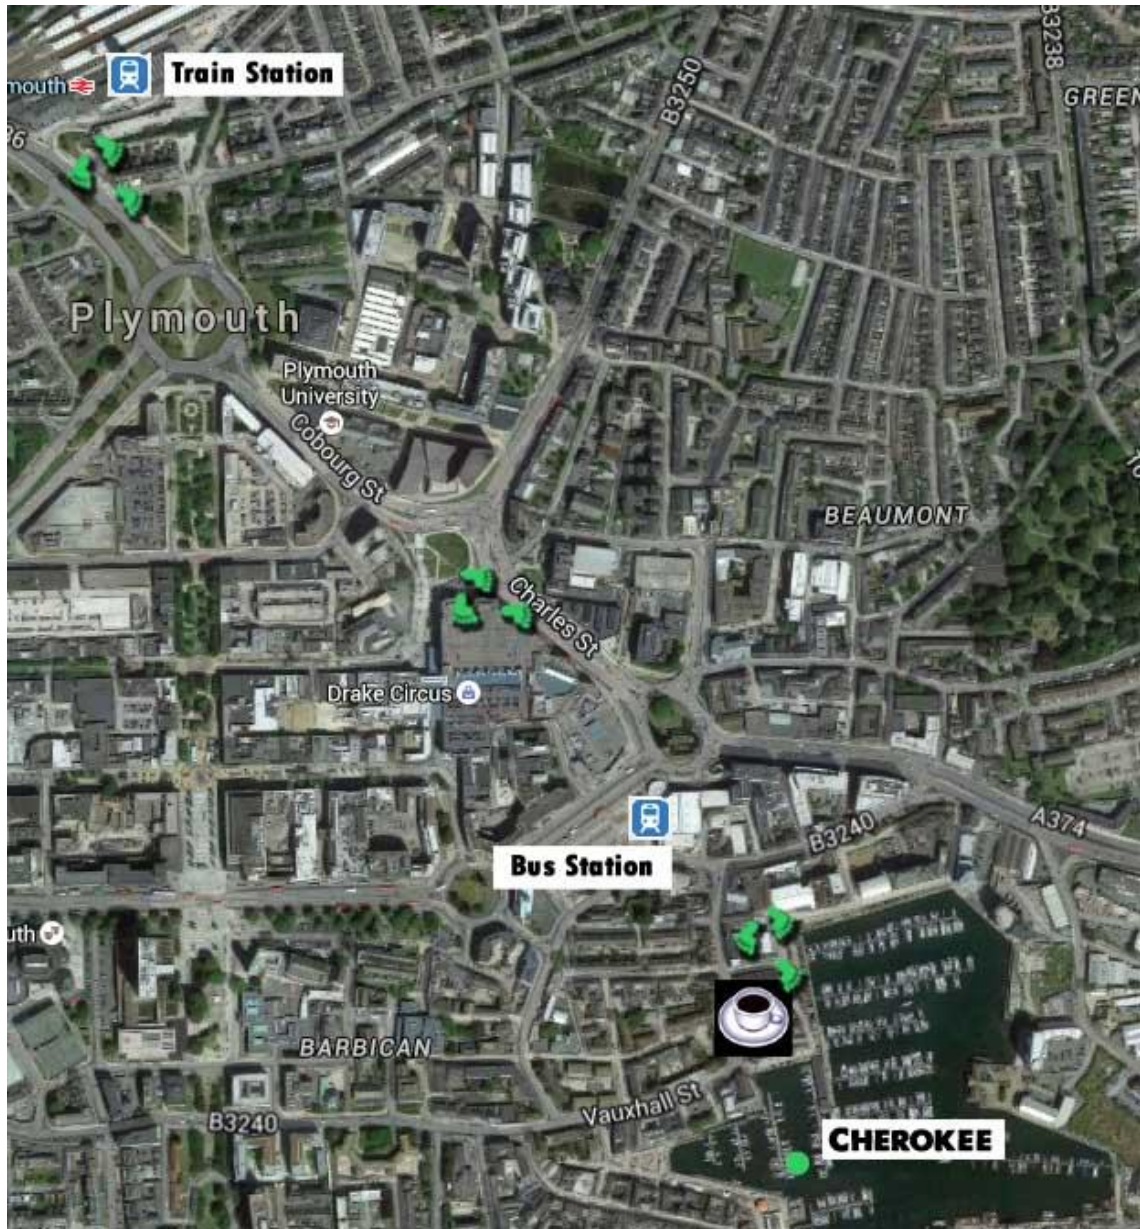 B3238
mouth
Train Station
B3250
GREEN
36
Plymouth
Plymouth
University
Cobourg St
BEAUMONT
Charles St
Drake Circus
B3240
A374
Bus Station
uth
BARBICAN
Vauxhall St
B3240
CHEROKEE